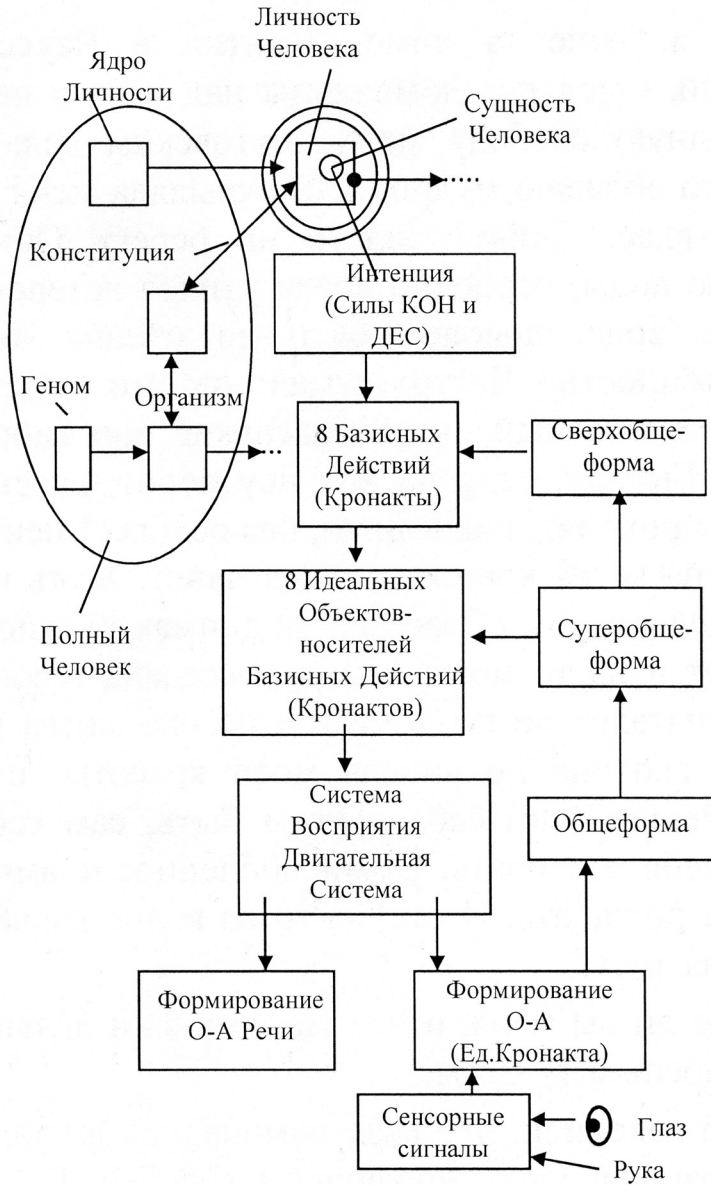 Личность
Человека
Ядро
Личности
Сущность
Человека
Конституция
Интенция
(Силы КОН и
ДЕС)
Геном
Организм
8 Базисных
Действий
(Кронакты)
Сверхобще-
форма
Полный
Человек
8 Идеальных
Объектов-
носителей
Базисных Действий
(Кронактов)
Суперобще-
форма
Система
Восприятия
Двигательная
Система
Общеформа
Формирование
О-А Речи
Формирование
О-А
(Ед.Кронакта)
Сенсорные
сигналы
Глаз
Рука